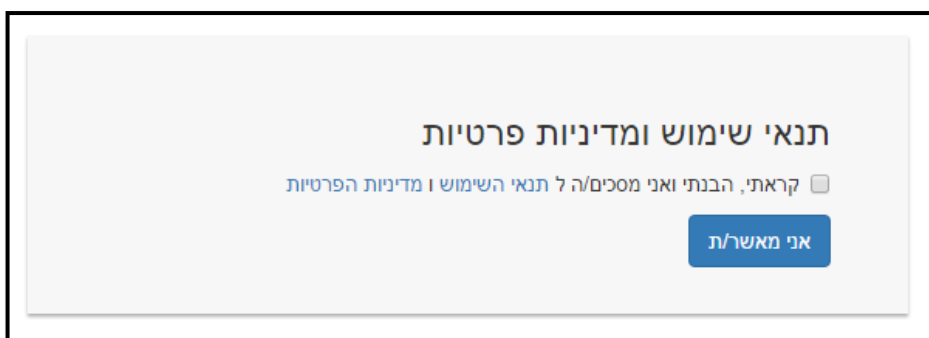 תנאי שימוש ומדיניות פרטיות
קראתי, הבנתי ואני מסכים/ה ל תנאי השימוש ו מדיניות הפרטיות
אני מאשר/ת